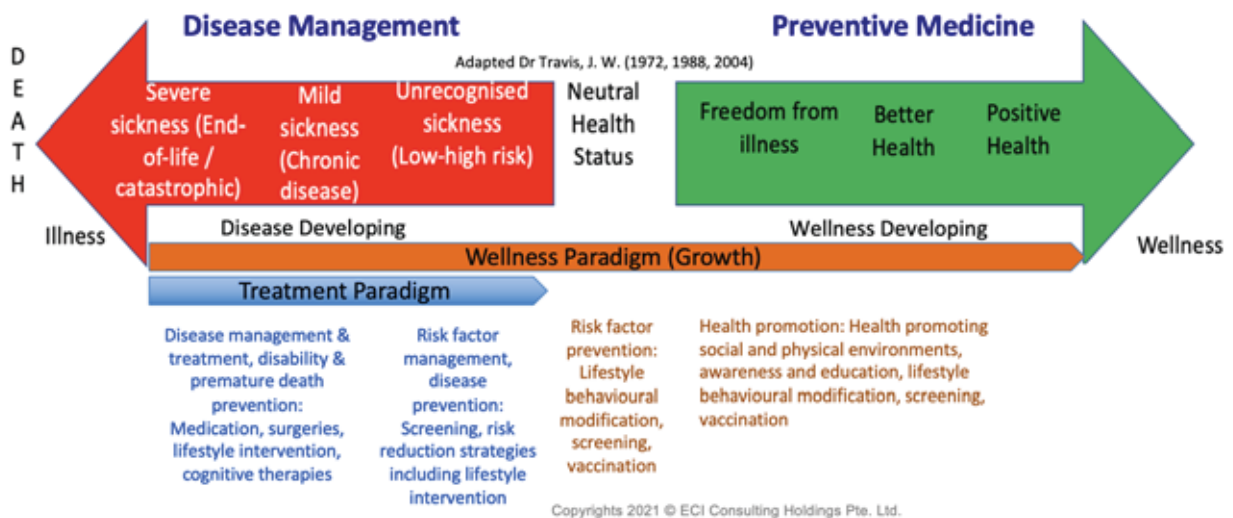 Disease Management
Preventive Medicine
Adapted Dr Travis, J. W. (1972, 1988, 2004)
D
E
A
T
H
Severe
sickness (End-
of-life /
catastrophic)
Mild
sickness
(Chronic
disease)
Unrecognised
sickness
(Low-high risk)
Neutral
Health
Status
Freedom from
illness
Better
Health
Positive
Health
Illness
Disease Developing
Wellness Developing
Wellness
Wellness Paradigm (Growth)
Treatment Paradigm
Disease management &
treatment, disability &
premature death
prevention:
Medication, surgeries,
lifestyle intervention,
cognitive therapies
Risk factor
management,
disease
prevention:
Screening, risk
reduction strategies
including lifestyle
intervention
Risk factor
prevention:
Lifestyle
behavioural
modification,
screening,
vaccination
Health promotion: Health promoting
social and physical environments,
awareness and education, lifestyle
behavioural modification, screening,
vaccination
Copyrights 2021 © ECI Consulting Holdings Pte. Ltd.